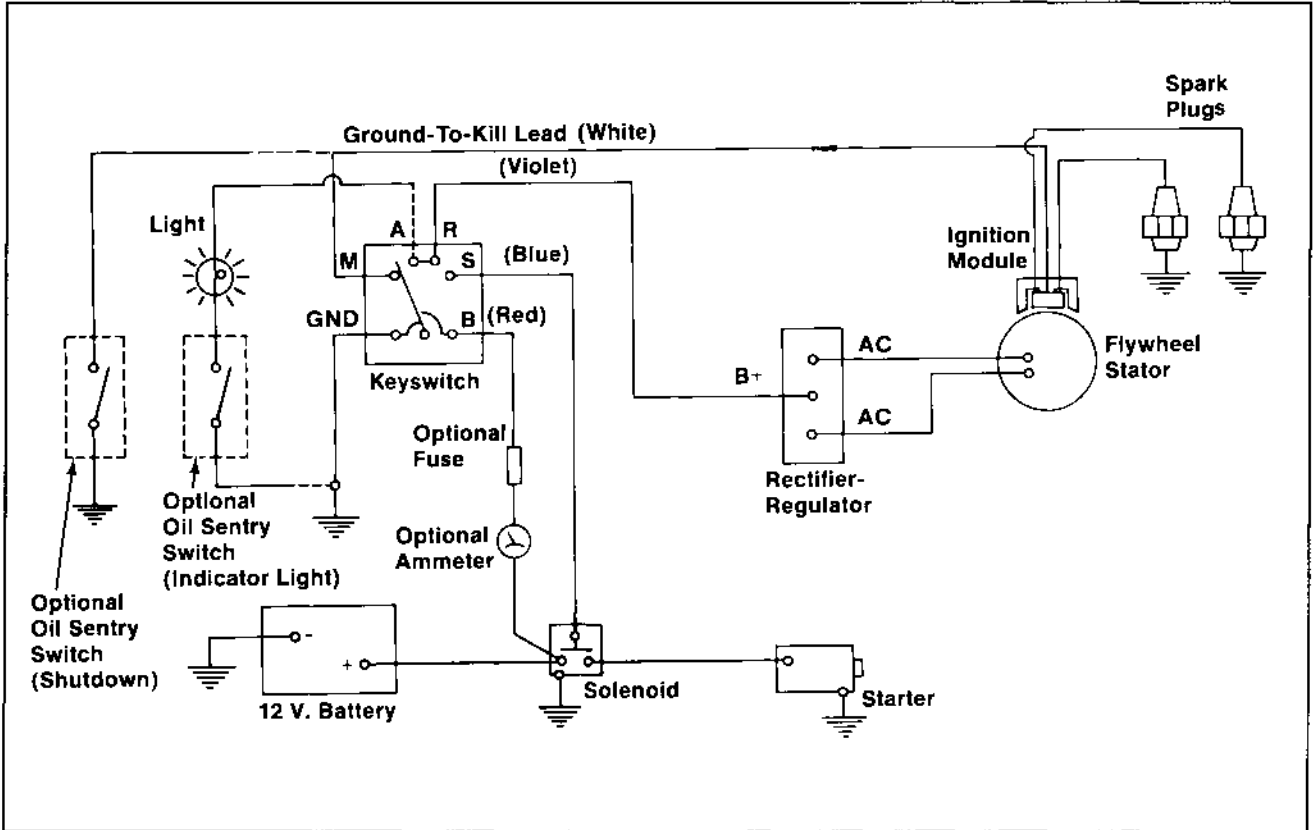 Spark
Plugs
Ground-To-Kill Lead (White)
(Violet)
Light
A
R
Ignition
Module
M
S
(Blue)
GND
B
(Red)
Keyswitch
AC
Flywheel
Stator
B+
AC
Optional
Fuse
Rectifier-
Regulator
Optional
Oil Sentry
Switch
(Indicator Light)
Optional
Ammeter
Optional
Oil Sentry
Switch
(Shutdown)
-
+
12 V. Battery
Solenoid
Starter